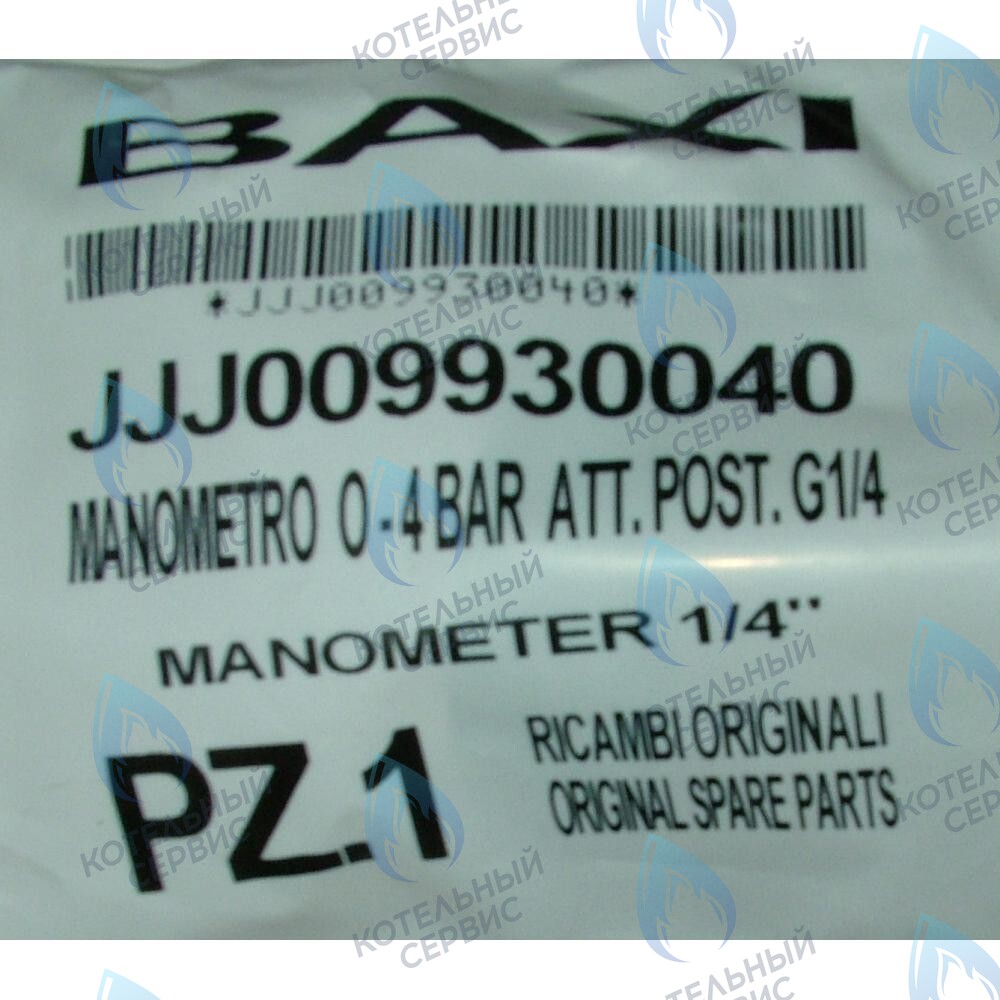 BAXI
*JJJ009930040*
JJJ009930040
MANOMETRO 0-4 BAR ATT. POST. G1/4
MANOMETER 1/4"
PZ.1
RICAMBI ORIGINALI
ORIGINAL SPARE PARTS
КОТЕЛЬНЫЙ
СЕРВИС